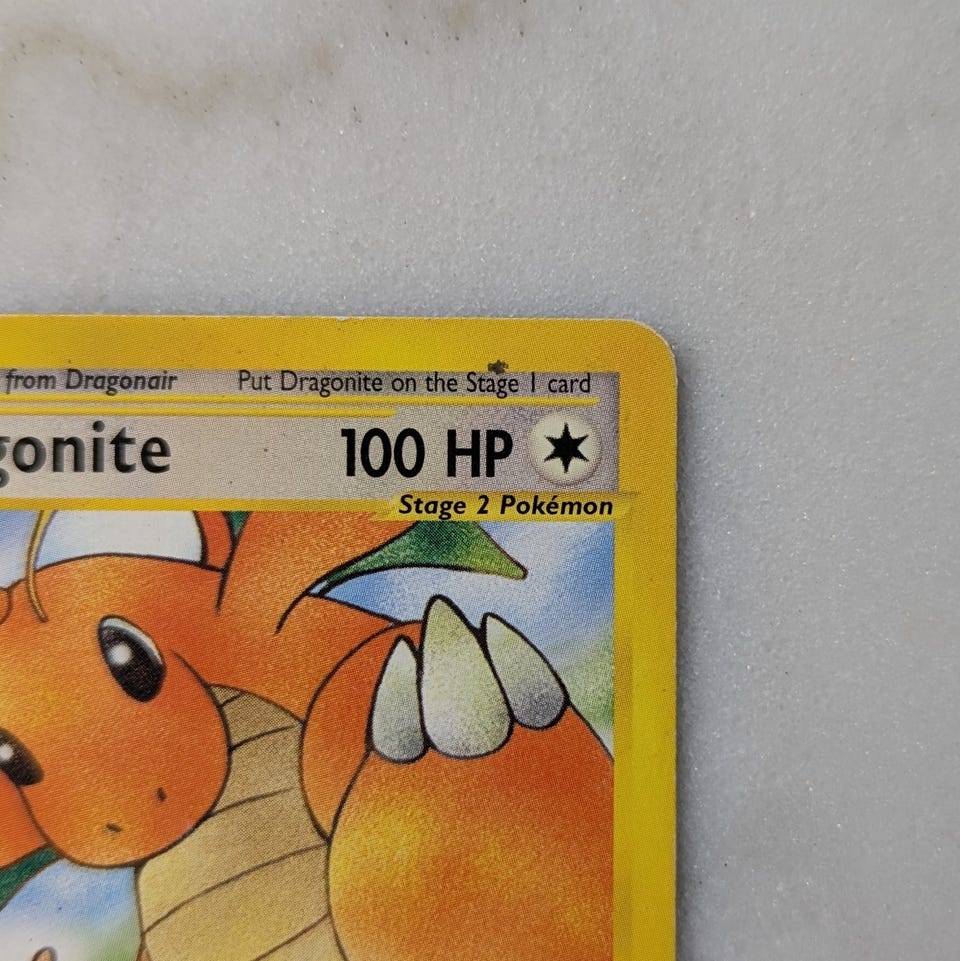 from Dragonair Put Dragonite on the Stage 1 card
gonite 100 HP
Stage 2 Pokémon